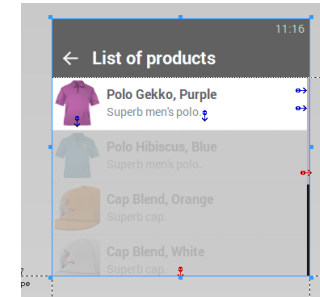 11:16
← List of products
Polo Gekko, Purple
Superb men's polo.
Polo Hibiscus, Blue
Superb men's polo.
Cap Blend, Orange
Superb cap.
Cap Blend, White
Superb cap.
?
pe